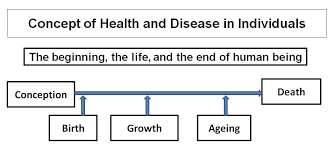 Concept of Health and Disease in Individuals
The beginning, the life, and the end of human being
Conception
Death
Birth
Growth
Ageing